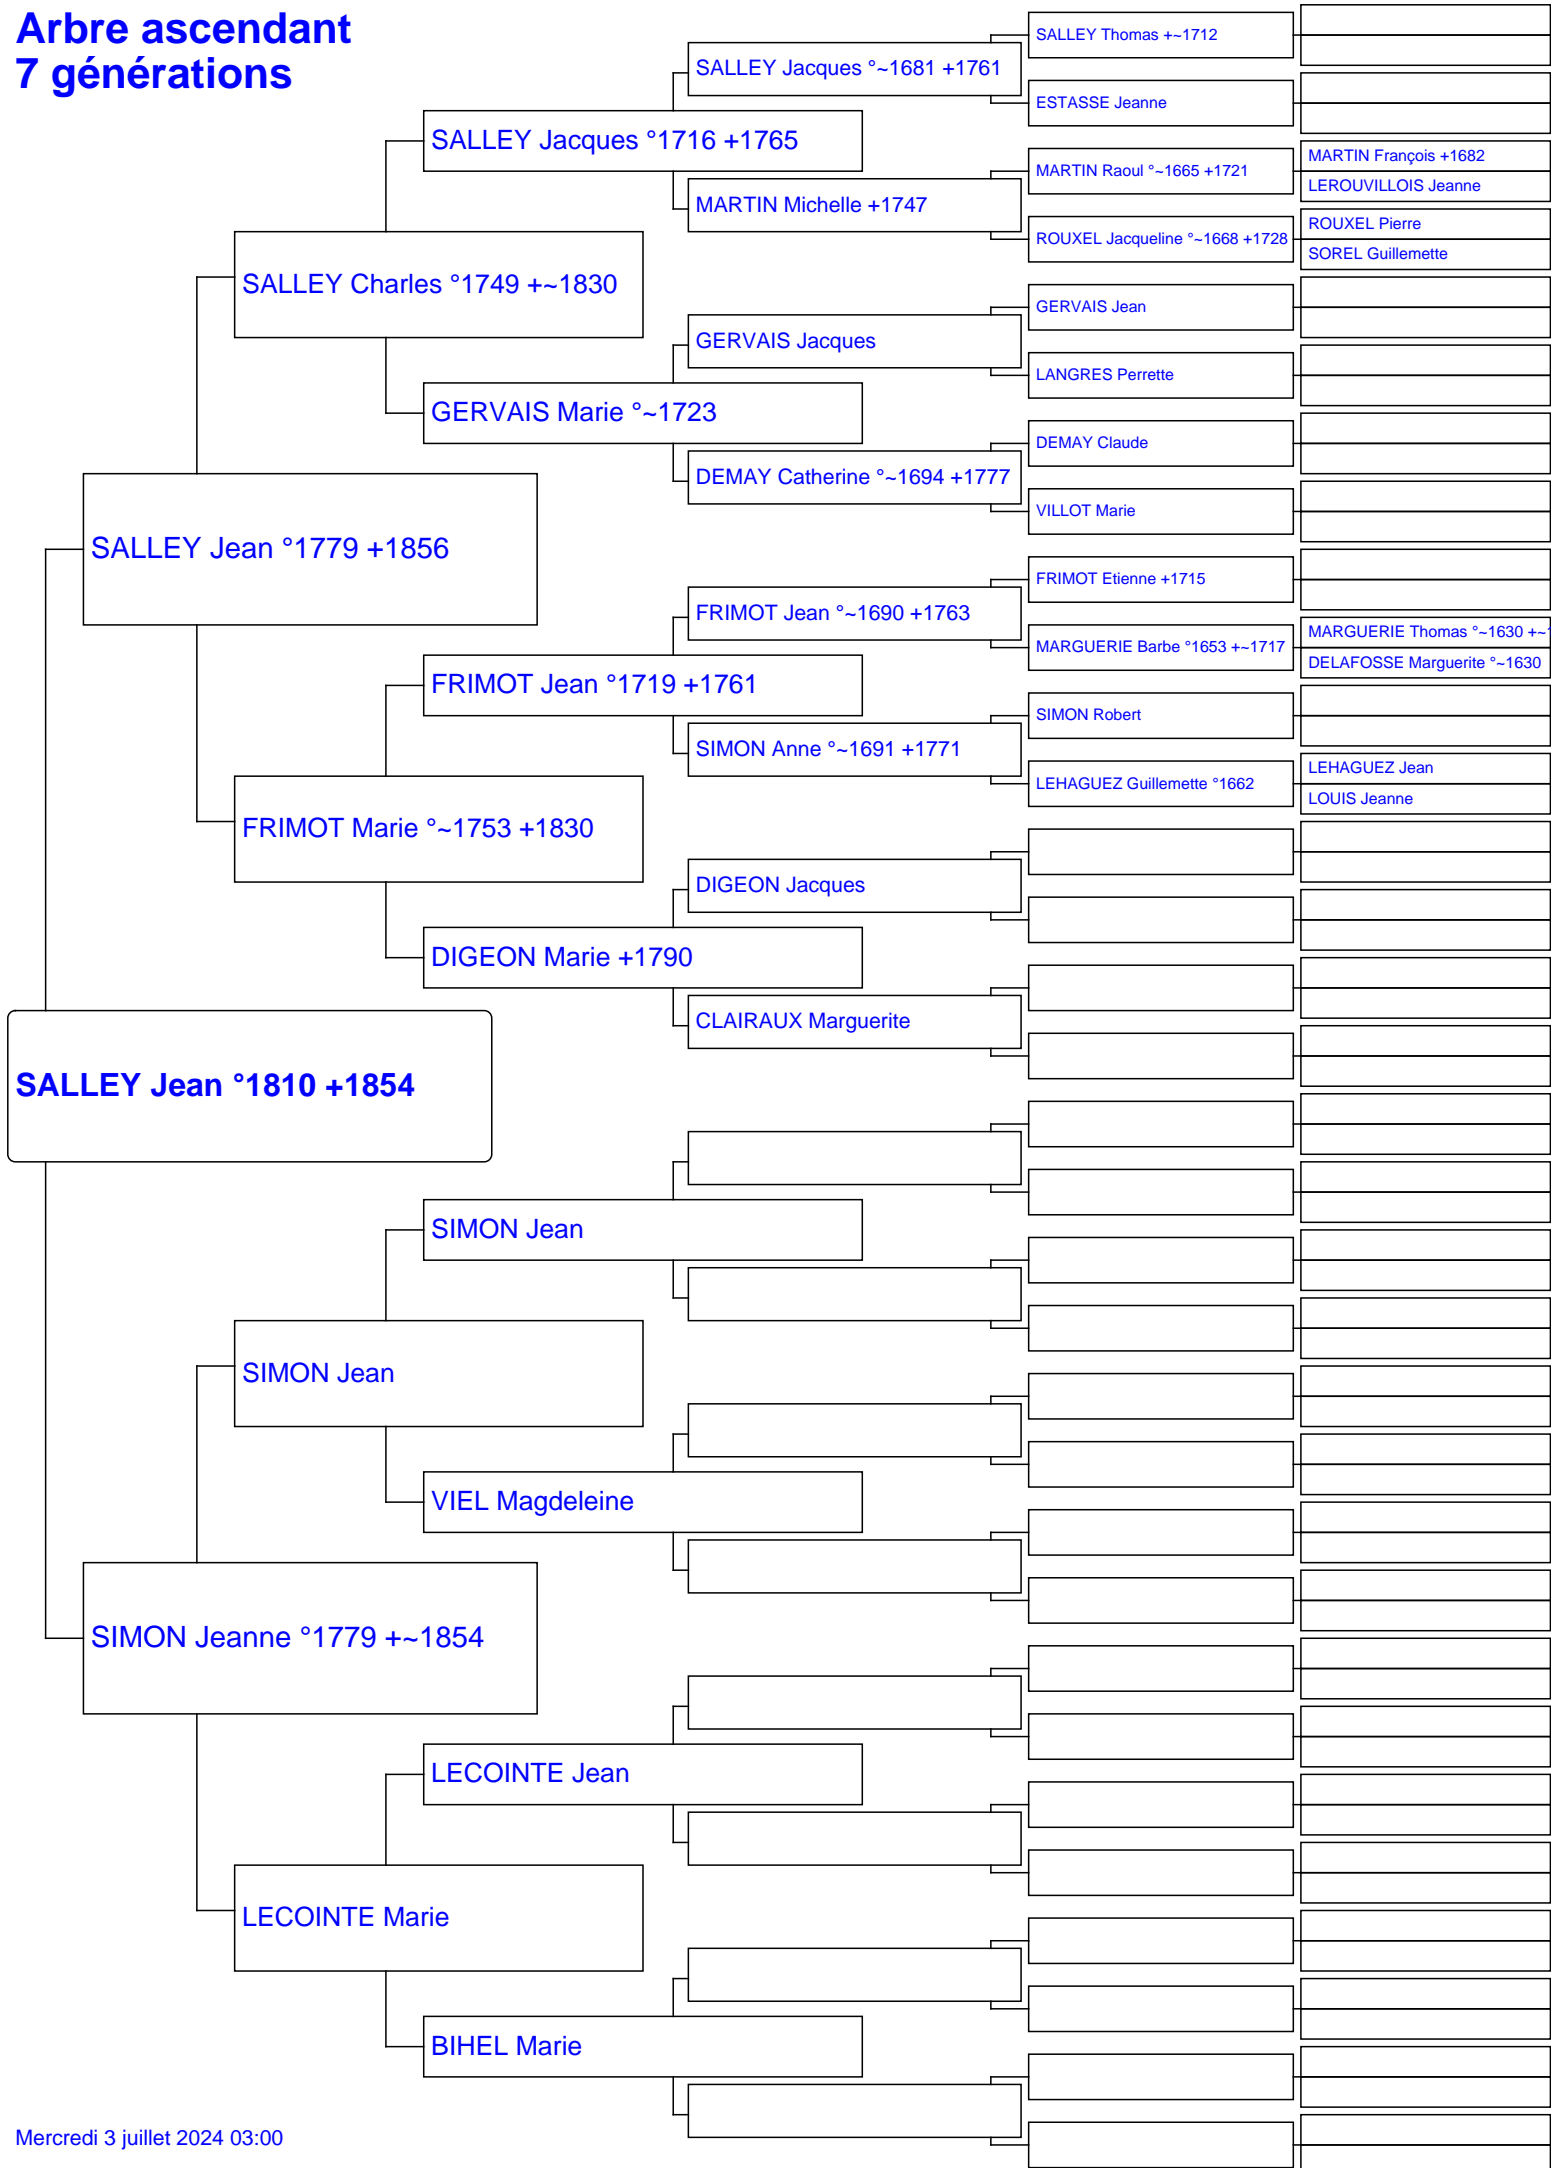 Arbre ascendant
7 générations
SALLEY Jean °1810 +1854
SALLEY Jean °1779 +1856
SIMON Jeanne °1779 +~1854
SALLEY Charles °1749 +~1830
FRIMOT Marie °~1753 +1830
SIMON Jean
LECOINTE Marie
SALLEY Jacques °1716 +1765
GERVAIS Marie °~1723
FRIMOT Jean °1719 +1761
DIGEON Marie +1790
SIMON Jean
VIEL Magdeleine
LECOINTE Jean
BIHEL Marie
SALLEY Jacques °~1681 +1761
MARTIN Michelle +1747
GERVAIS Jacques
DEMAY Catherine °~1694 +1777
FRIMOT Jean °~1690 +1763
SIMON Anne °~1691 +1771
DIGEON Jacques
CLAIRAUX Marguerite
SALLEY Thomas +~1712
ESTASSE Jeanne
MARTIN Raoul °~1665 +1721
ROUXEL Jacqueline °~1668 +1728
GERVAIS Jean
LANGRES Perrette
DEMAY Claude
VILLOT Marie
FRIMOT Etienne +1715
MARGUERIE Barbe °1653 +~1717
SIMON Robert
LEHAGUEZ Guillemette °1662
MARTIN François +1682
LEROUVILLOIS Jeanne
ROUXEL Pierre
SOREL Guillemette
MARGUERIE Thomas °~1630 +~
DELAFOSSE Marguerite °~1630
LEHAGUEZ Jean
LOUIS Jeanne
Mercredi 3 juillet 2024 03:00